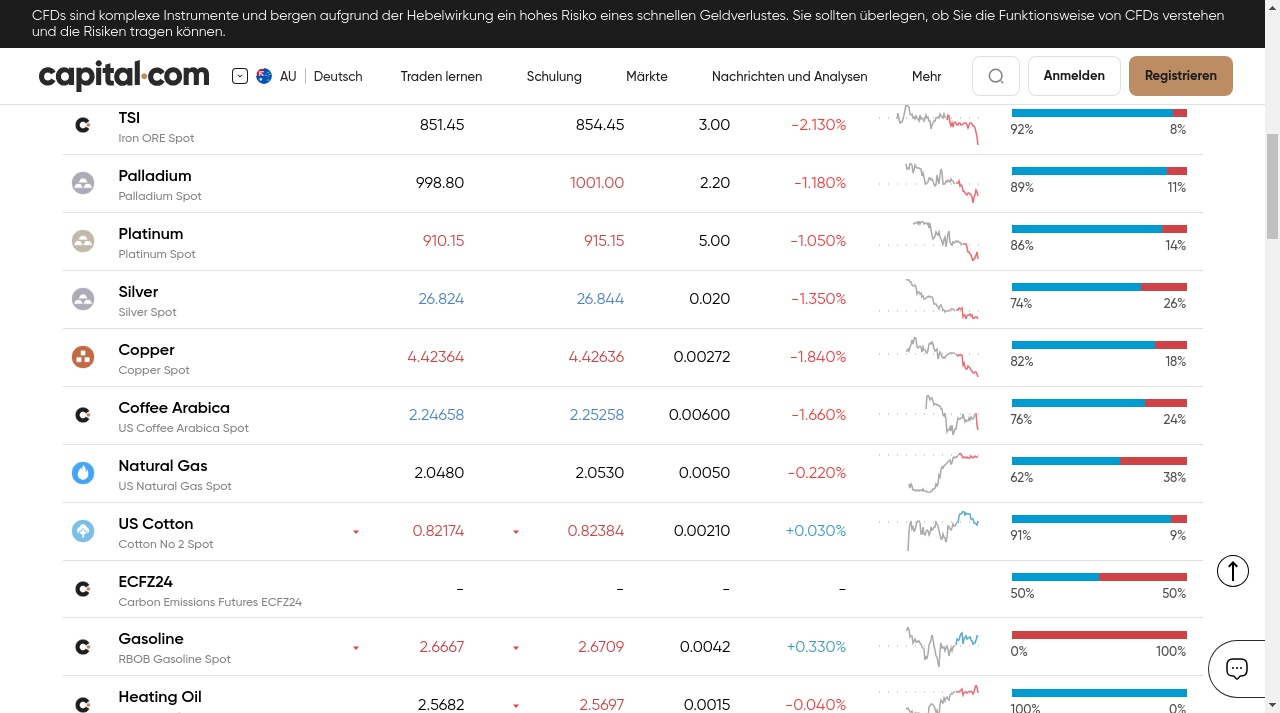 CFDs sind komplexe Instrumente und bergen aufgrund der Hebelwirkung ein hohes Risiko eines schnellen Geldverlustes. Sie sollten überlegen, ob Sie die Funktionsweise von CFDs verstehen
und die Risiken tragen können.
capital.com AU Deutsch Traden lernen Schulung Märkte Nachrichten und Analysen Mehr Anmelden Registrieren
TSI 851.45 854.45 3.00 -2.130%
Iron ORE Spot 92% 8%
Palladium 998.80 1001.00 2.20 -1.180%
Palladium Spot 89% 11%
Platinum 910.15 915.15 5.00 -1.050%
Platinum Spot 86% 14%
Silver 26.824 26.844 0.020 -1.350%
Silver Spot 74% 26%
Copper 4.42364 4.42636 0.00272 -1.840%
Copper Spot 82% 18%
Coffee Arabica 2.24658 2.25258 0.00600 -1.660%
US Coffee Arabica Spot 76% 24%
Natural Gas 2.0480 2.0530 0.0050 -0.220%
US Natural Gas Spot 62% 38%
US Cotton 0.82174 0.82384 0.00210 +0.030%
Cotton No 2 Spot 91% 9%
ECFZ24 - - - -
Carbon Emissions Futures ECFZ24 50% 50%
Gasoline 2.6667 2.6709 0.0042 +0.330%
RBOB Gasoline Spot 0% 100%
Heating Oil 2.5682 2.5697 0.0015 -0.040%
100% 0%